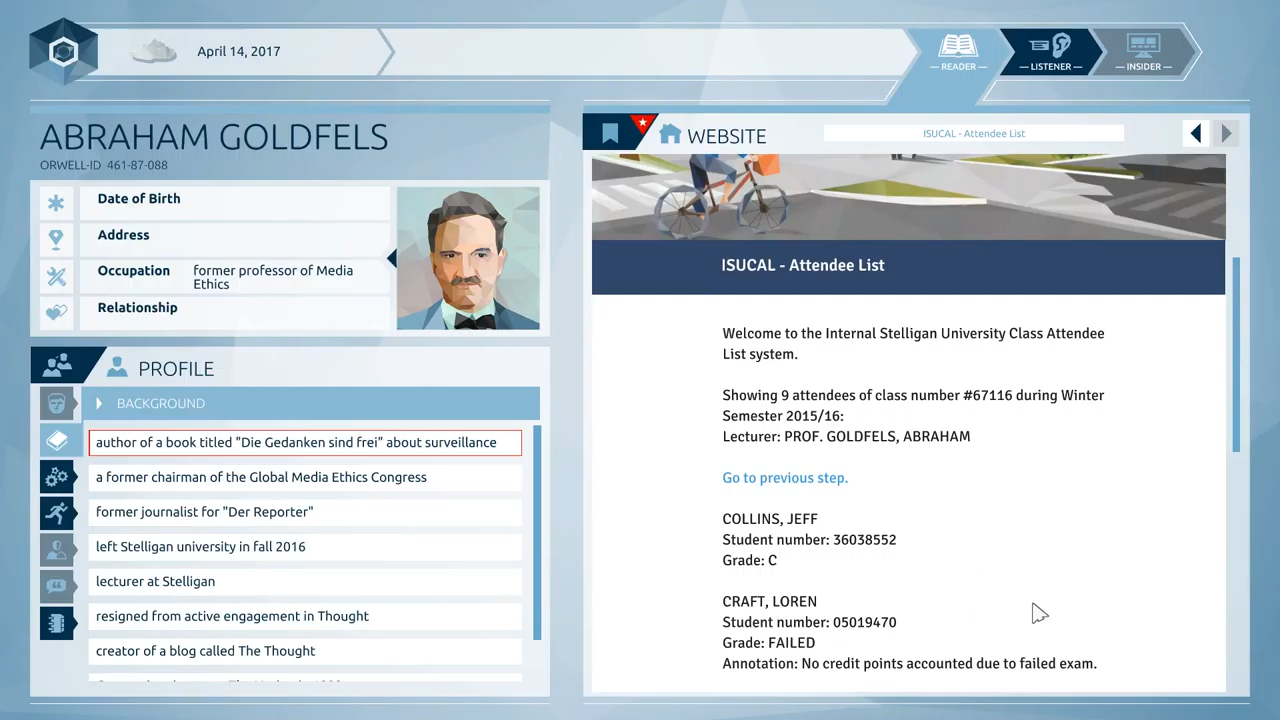 April 14, 2017
— READER —
— LISTENER —
— INSIDER —
ABRAHAM GOLDFELS
ORWELL-ID 461-87-088
Date of Birth
Address
Occupation former professor of Media
Ethics
Relationship
PROFILE
BACKGROUND
author of a book titled "Die Gedanken sind frei" about surveillance
a former chairman of the Global Media Ethics Congress
former journalist for "Der Reporter"
left Stelligan university in fall 2016
lecturer at Stelligan
resigned from active engagement in Thought
creator of a blog called The Thought
WEBSITE
ISUCAL - Attendee List
ISUCAL - Attendee List
Welcome to the Internal Stelligan University Class Attendee
List system.
Showing 9 attendees of class number #67116 during Winter
Semester 2015/16:
Lecturer: PROF. GOLDFELS, ABRAHAM
Go to previous step.
COLLINS, JEFF
Student number: 36038552
Grade: C
CRAFT, LOREN
Student number: 05019470
Grade: FAILED
Annotation: No credit points accounted due to failed exam.